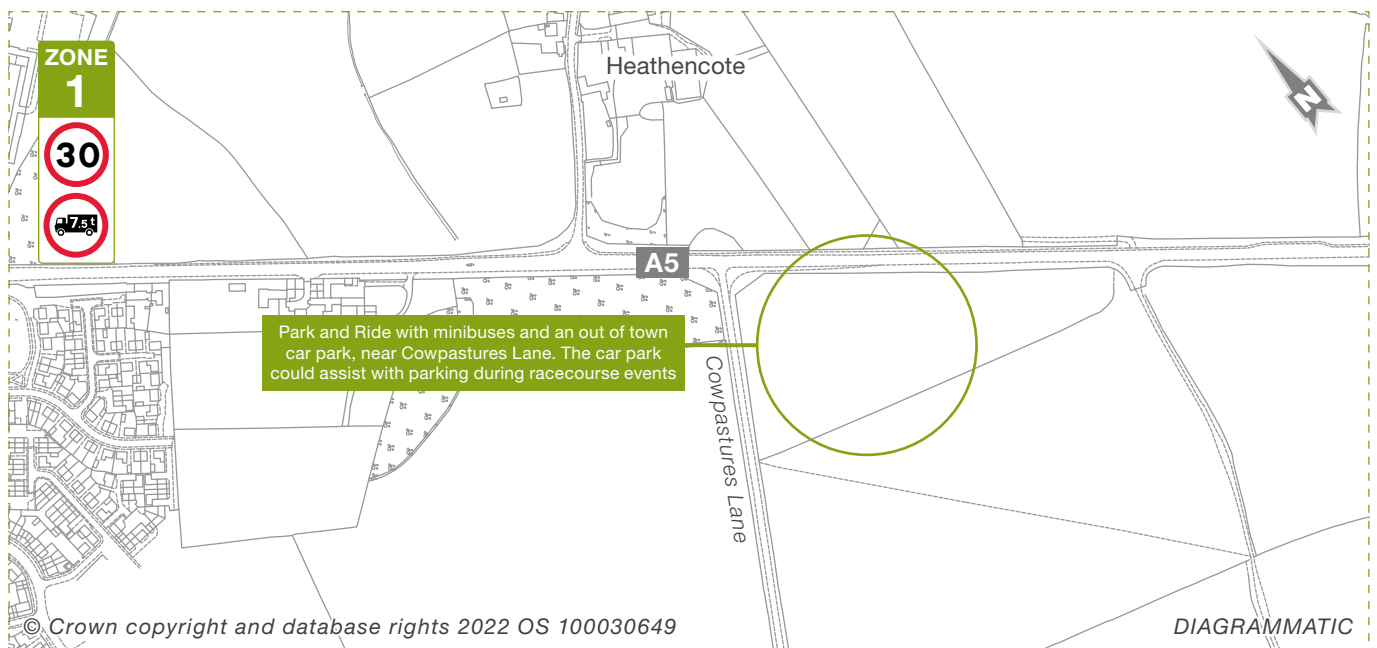 ZONE
1
30
7.5t
Heathencote
N
A5
Park and Ride with minibuses and an out of town
car park, near Cowpastures Lane. The car park
could assist with parking during racecourse events
Cowpastures Lane
© Crown copyright and database rights 2022 OS 100030649
DIAGRAMMATIC